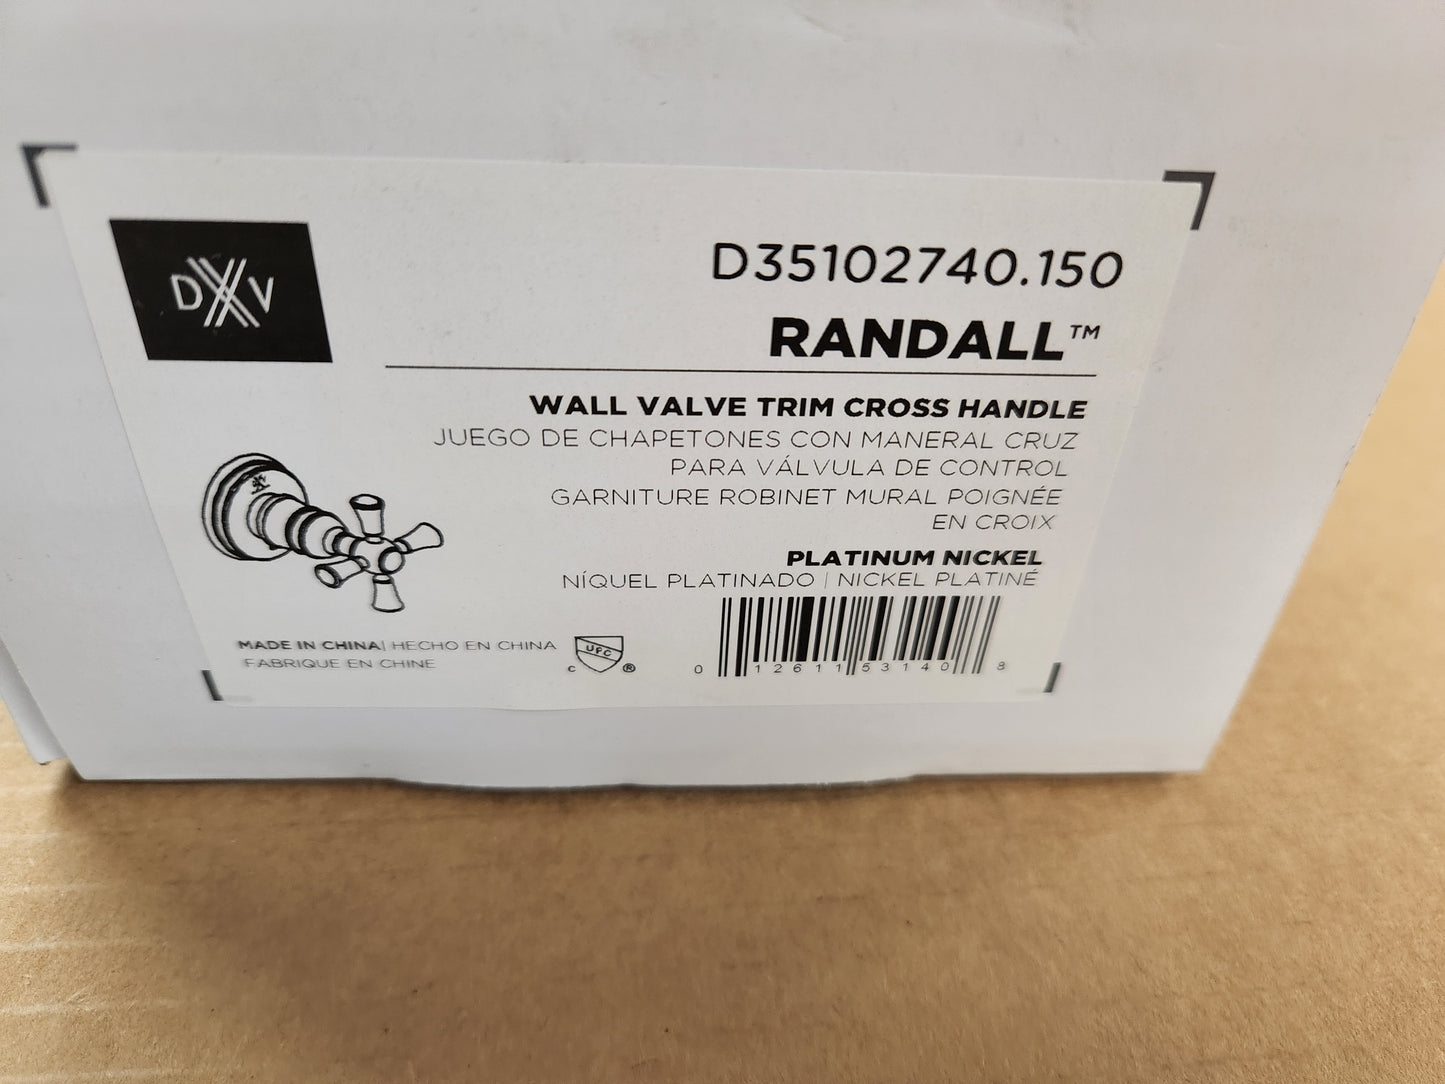 DXV
D35102740.150
RANDALL™
WALL VALVE TRIM CROSS HANDLE
JUEGO DE CHAPETONES CON MANERAL CRUZ
PARA VÁLVULA DE CONTROL
GARNITURE ROBINET MURAL POIGNÉE
EN CROIX
PLATINUM NICKEL
NÍQUEL PLATINADO | NICKEL PLATINÉ
MADE IN CHINA| HECHO EN CHINA
FABRIQUE EN CHINE
c UPC ®
0 12611 53140 8